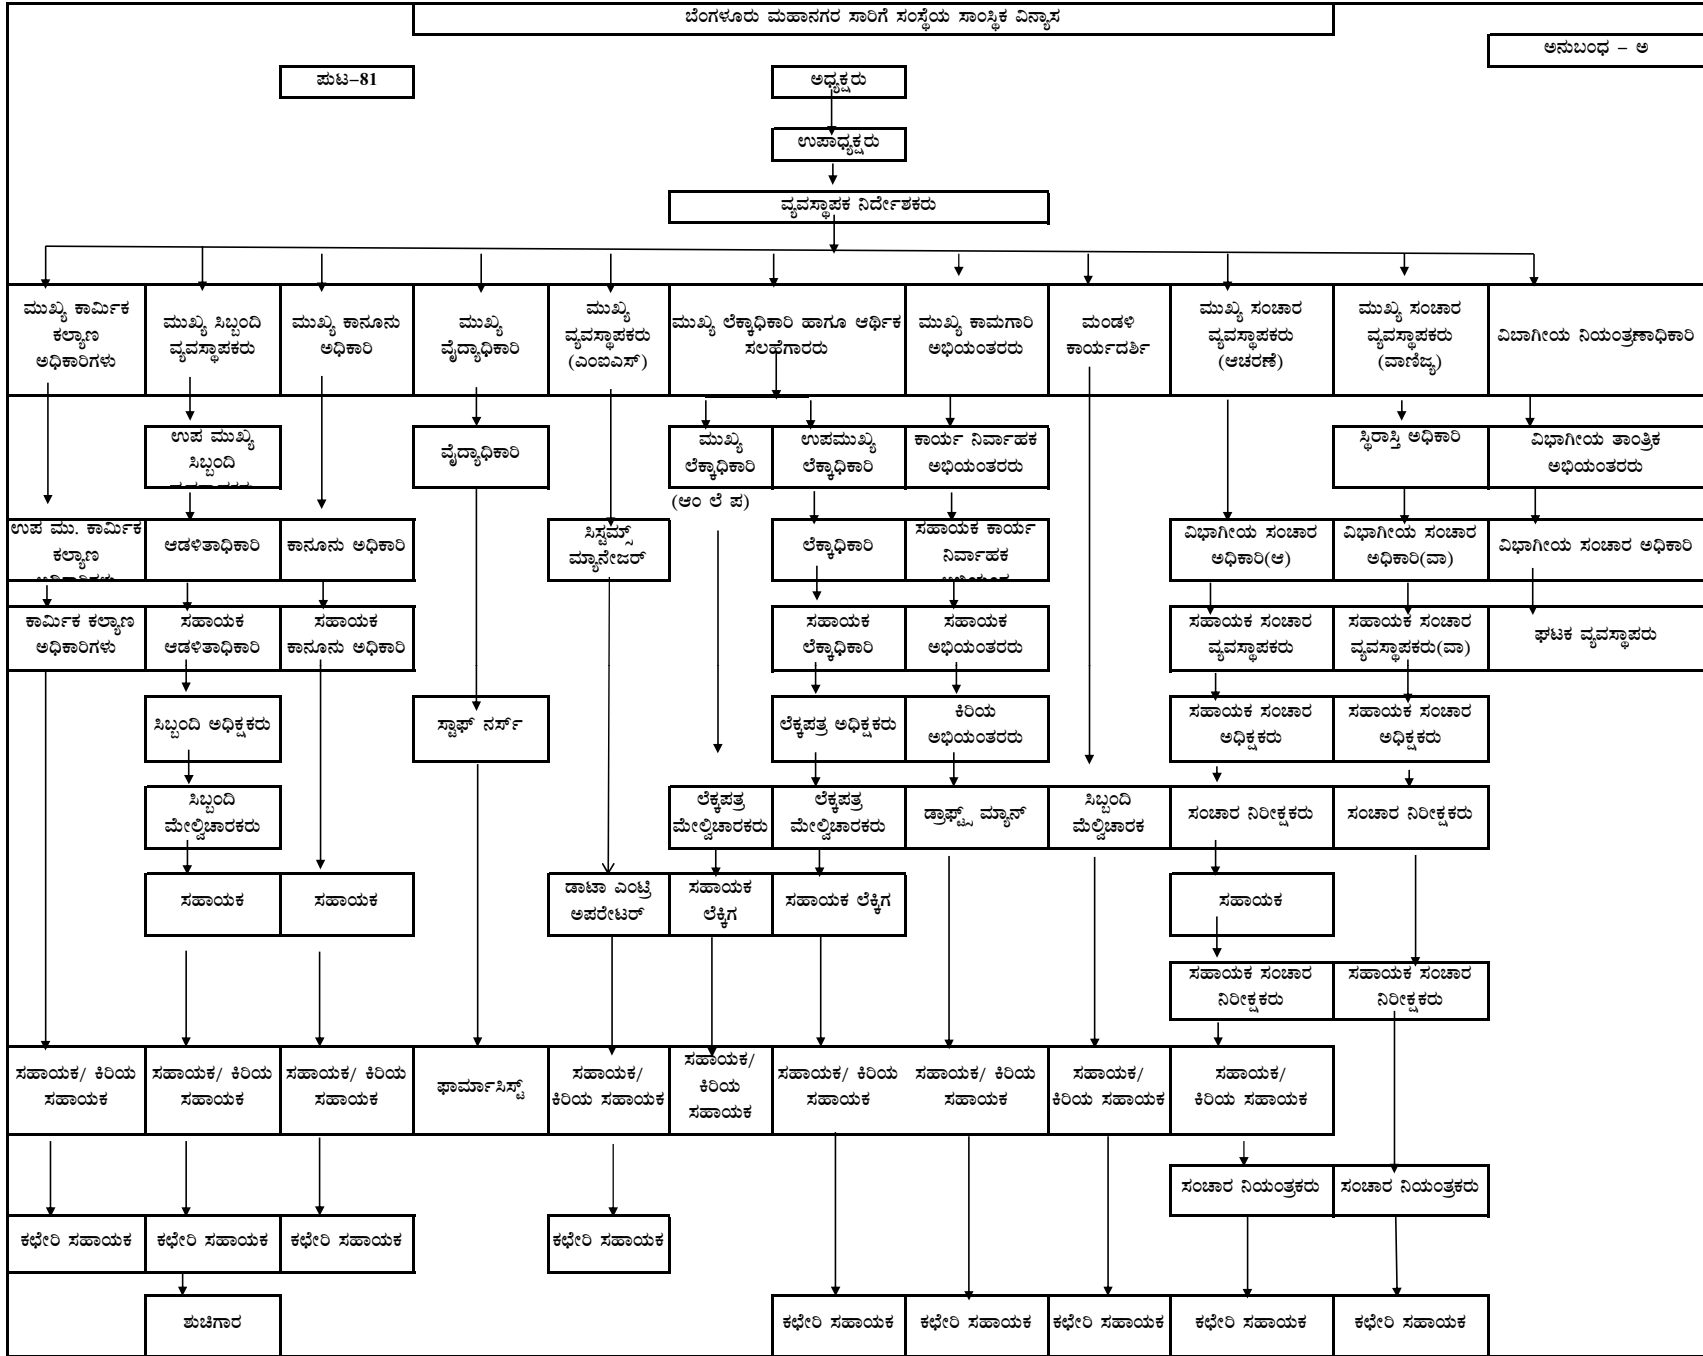 ಬೆಂಗಳೂರು ಮಹಾನಗರ ಸಾರಿಗೆ ಸಂಸ್ಥೆಯ ಸಾಂಸ್ಥಿಕ ವಿನ್ಯಾಸ
ಅನುಬಂಧ – ಅ
ಪುಟ–81
ಅಧ್ಯಕ್ಷರು
ಉಪಾಧ್ಯಕ್ಷರು
ವ್ಯವಸ್ಥಾಪಕ ನಿರ್ದೇಶಕರು
ಮುಖ್ಯ ಕಾರ್ಮಿಕ
ಕಲ್ಯಾಣ
ಅಧಿಕಾರಿಗಳು
ಮುಖ್ಯ ಸಿಬ್ಬಂದಿ
ವ್ಯವಸ್ಥಾಪಕರು
ಮುಖ್ಯ ಕಾನೂನು
ಅಧಿಕಾರಿ
ಮುಖ್ಯ
ವೈದ್ಯಾಧಿಕಾರಿ
ಮುಖ್ಯ
ವ್ಯವಸ್ಥಾಪಕರು
(ಎಂಐಎಸ್)
ಮುಖ್ಯ ಲೆಕ್ಕಾಧಿಕಾರಿ ಹಾಗೂ ಆರ್ಥಿಕ
ಸಲಹೆಗಾರರು
ಮುಖ್ಯ ಕಾಮಗಾರಿ
ಅಭಿಯಂತರರು
ಮಂಡಳಿ
ಕಾರ್ಯದರ್ಶಿ
ಮುಖ್ಯ ಸಂಚಾರ
ವ್ಯವಸ್ಥಾಪಕರು
(ಆಚರಣೆ)
ಮುಖ್ಯ ಸಂಚಾರ
ವ್ಯವಸ್ಥಾಪಕರು
(ವಾಣಿಜ್ಯ)
ವಿಬಾಗೀಯ ನಿಯಂತ್ರಣಾಧಿಕಾರಿ
ಉಪ ಮುಖ್ಯ
ಸಿಬ್ಬಂದಿ
ವೈದ್ಯಾಧಿಕಾರಿ
ಮುಖ್ಯ
ಲೆಕ್ಕಾಧಿಕಾರಿ
(ಆಂ ಲೆ ಪ)
ಉಪಮುಖ್ಯ
ಲೆಕ್ಕಾಧಿಕಾರಿ
ಕಾರ್ಯ ನಿರ್ವಾಹಕ
ಅಭಿಯಂತರರು
ಸ್ಥಿರಾಸ್ತಿ ಅಧಿಕಾರಿ
ವಿಭಾಗೀಯ ತಾಂತ್ರಿಕ
ಅಭಿಯಂತರರು
ಉಪ ಮು. ಕಾರ್ಮಿಕ
ಕಲ್ಯಾಣ
ಅಧಿಕಾರಿಗಳು
ಆಡಳಿತಾಧಿಕಾರಿ
ಕಾನೂನು ಅಧಿಕಾರಿ
ಸಿಸ್ಟಮ್ಸ್
ಮ್ಯಾನೇಜರ್
ಲೆಕ್ಕಾಧಿಕಾರಿ
ಸಹಾಯಕ ಕಾರ್ಯ
ನಿರ್ವಾಹಕ
ವಿಭಾಗೀಯ ಸಂಚಾರ
ಅಧಿಕಾರಿ(ಆ)
ವಿಭಾಗೀಯ ಸಂಚಾರ
ಅಧಿಕಾರಿ(ವಾ)
ವಿಭಾಗೀಯ ಸಂಚಾರ ಅಧಿಕಾರಿ
ಕಾರ್ಮಿಕ ಕಲ್ಯಾಣ
ಅಧಿಕಾರಿಗಳು
ಸಹಾಯಕ
ಆಡಳಿತಾಧಿಕಾರಿ
ಸಹಾಯಕ
ಕಾನೂನು ಅಧಿಕಾರಿ
ಸಹಾಯಕ
ಲೆಕ್ಕಾಧಿಕಾರಿ
ಸಹಾಯಕ
ಅಭಿಯಂತರರು
ಸಹಾಯಕ ಸಂಚಾರ
ವ್ಯವಸ್ಥಾಪಕರು
ಸಹಾಯಕ ಸಂಚಾರ
ವ್ಯವಸ್ಥಾಪಕರು(ವಾ)
ಘಟಕ ವ್ಯವಸ್ಥಾಪರು
ಸಿಬ್ಬಂದಿ ಅಧಿಕ್ಷಕರು
ಸ್ಟಾಫ್ ನರ್ಸ್
ಲೆಕ್ಕಪತ್ರ ಅಧಿಕ್ಷಕರು
ಕಿರಿಯ
ಅಭಿಯಂತರರು
ಸಹಾಯಕ ಸಂಚಾರ
ಅಧಿಕ್ಷಕರು
ಸಹಾಯಕ ಸಂಚಾರ
ಅಧಿಕ್ಷಕರು
ಸಿಬ್ಬಂದಿ
ಮೇಲ್ವಿಚಾರಕರು
ಲೆಕ್ಕಪತ್ರ
ಮೇಲ್ವಿಚಾರಕರು
ಲೆಕ್ಕಪತ್ರ
ಮೇಲ್ವಿಚಾರಕರು
ಡ್ರಾಫ್ಟ್ಸ್ ಮ್ಯಾನ್
ಸಿಬ್ಬಂದಿ
ಮೆಲ್ವಿಚಾರಕ
ಸಂಚಾರ ನಿರೀಕ್ಷಕರು
ಸಂಚಾರ ನಿರೀಕ್ಷಕರು
ಸಹಾಯಕ
ಸಹಾಯಕ
ಡಾಟಾ ಎಂಟ್ರಿ
ಅಪರೇಟರ್
ಸಹಾಯಕ
ಲೆಕ್ಕಿಗ
ಸಹಾಯಕ ಲೆಕ್ಕಿಗ
ಸಹಾಯಕ
ಸಹಾಯಕ ಸಂಚಾರ
ನಿರೀಕ್ಷಕರು
ಸಹಾಯಕ ಸಂಚಾರ
ನಿರೀಕ್ಷಕರು
ಸಹಾಯಕ/ ಕಿರಿಯ
ಸಹಾಯಕ
ಸಹಾಯಕ/ ಕಿರಿಯ
ಸಹಾಯಕ
ಸಹಾಯಕ/ ಕಿರಿಯ
ಸಹಾಯಕ
ಫಾರ್ಮಾಸಿಸ್ಟ್
ಸಹಾಯಕ/
ಕಿರಿಯ ಸಹಾಯಕ
ಸಹಾಯಕ/
ಕಿರಿಯ
ಸಹಾಯಕ
ಸಹಾಯಕ/ ಕಿರಿಯ
ಸಹಾಯಕ
ಸಹಾಯಕ/ ಕಿರಿಯ
ಸಹಾಯಕ
ಸಹಾಯಕ/
ಕಿರಿಯ ಸಹಾಯಕ
ಸಹಾಯಕ/
ಕಿರಿಯ ಸಹಾಯಕ
ಸಂಚಾರ ನಿಯಂತ್ರಕರು
ಸಂಚಾರ ನಿಯಂತ್ರಕರು
ಕಛೇರಿ ಸಹಾಯಕ
ಕಛೇರಿ ಸಹಾಯಕ
ಕಛೇರಿ ಸಹಾಯಕ
ಕಛೇರಿ ಸಹಾಯಕ
ಶುಚಿಗಾರ
ಕಛೇರಿ ಸಹಾಯಕ
ಕಛೇರಿ ಸಹಾಯಕ
ಕಛೇರಿ ಸಹಾಯಕ
ಕಛೇರಿ ಸಹಾಯಕ
ಕಛೇರಿ ಸಹಾಯಕ